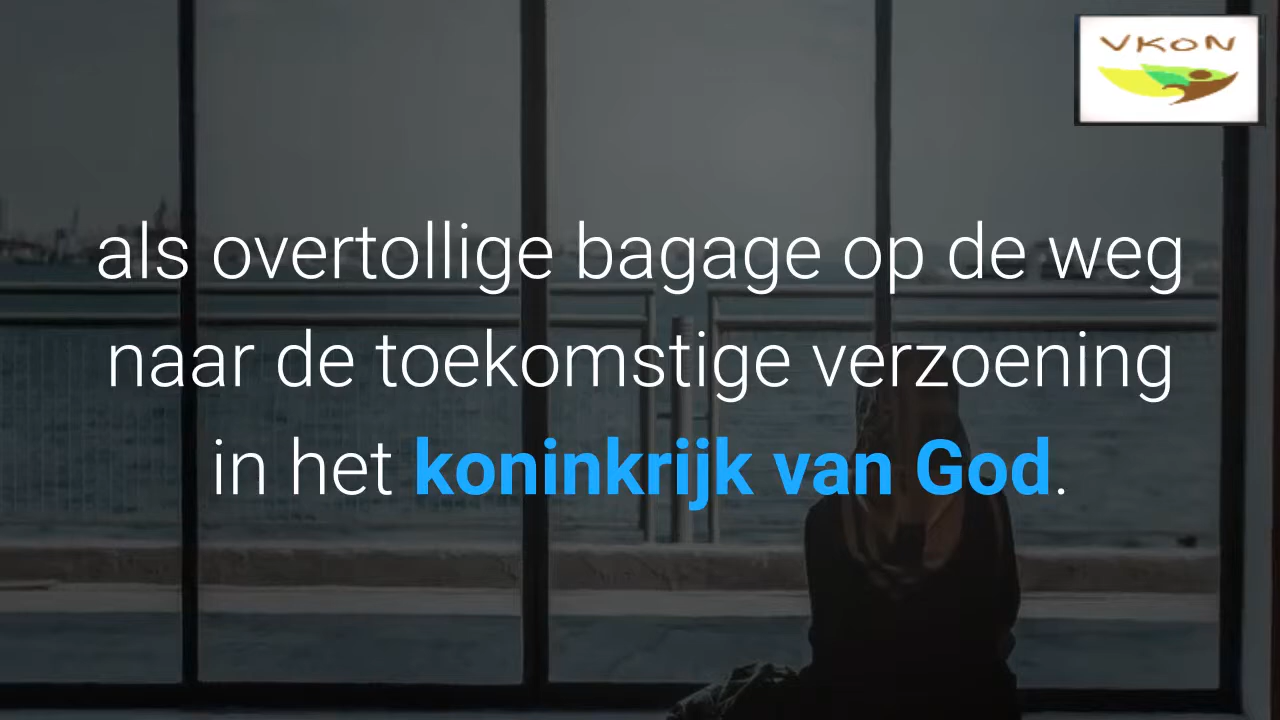 VKoN
als overtollige bagage op de weg
naar de toekomstige verzoening
in het koninkrijk van God.